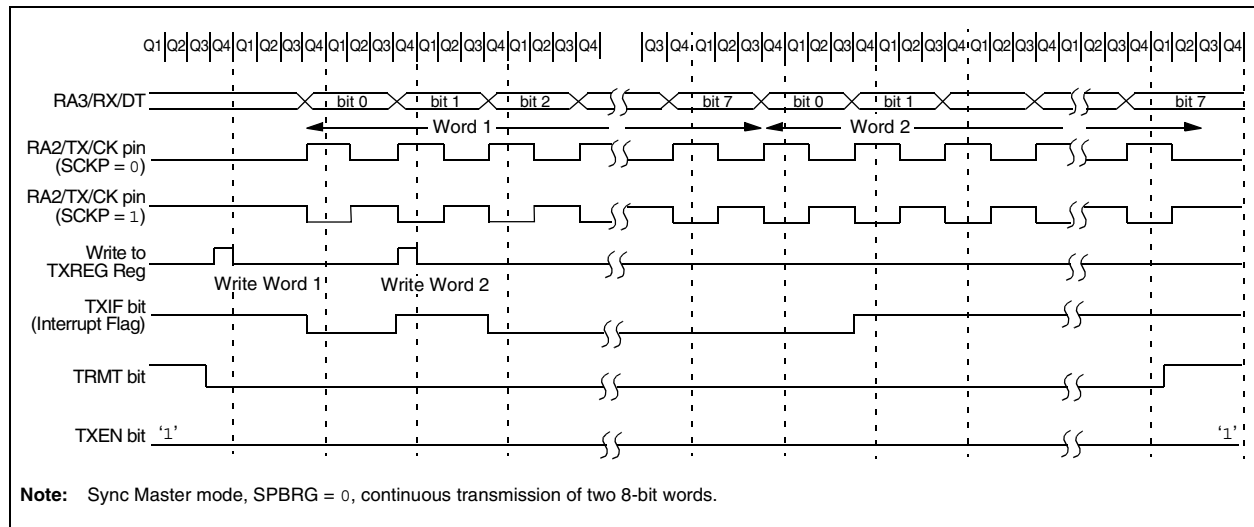 Q1 Q2 Q3 Q4 Q1 Q2 Q3 Q4 Q1 Q2 Q3 Q4 Q1 Q2 Q3 Q4 Q1 Q2 Q3 Q4 Q3 Q4 Q1 Q2 Q3 Q4 Q1 Q2 Q3 Q4 Q1 Q2 Q3 Q4 Q1 Q2 Q3 Q4 Q1 Q2 Q3 Q4 Q1 Q2 Q3 Q4
RA3/RX/DT bit 0 bit 1 bit 2 bit 7 bit 0 bit 1 bit 7
Word 1 Word 2
RA2/TX/CK pin
(SCKP = 0)
RA2/TX/CK pin
(SCKP = 1)
Write to
TXREG Reg
Write Word 1 Write Word 2
TXIF bit
(Interrupt Flag)
TRMT bit
TXEN bit ‘1’ ‘1’
Note: Sync Master mode, SPBRG = 0, continuous transmission of two 8-bit words.